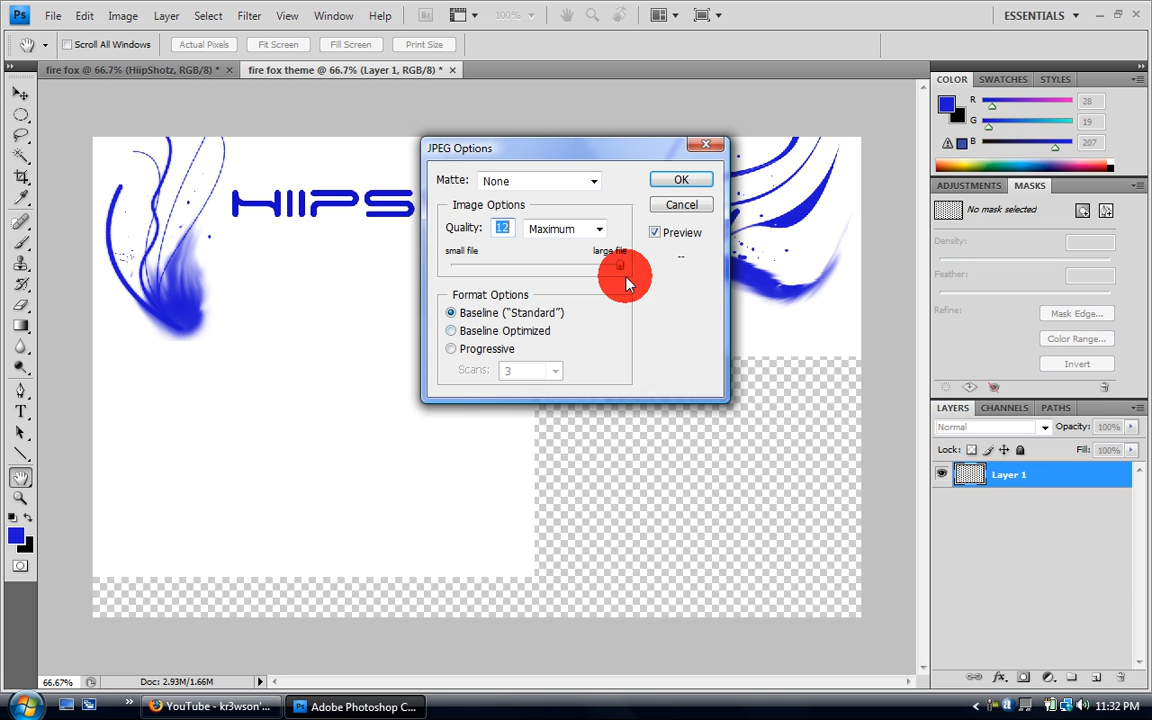 Ps File Edit Image Layer Select Filter View Window Help Br 100% ESSENTIALS
Scroll All Windows Actual Pixels Fit Screen Fill Screen Print Size
fire fox @ 66.7% (HiipShotz, RGB/8) * fire fox theme @ 66.7% (Layer 1, RGB/8) *
COLOR SWATCHES STYLES
R 28
G 19
B 207
ADJUSTMENTS MASKS
No mask selected
Density:
Feather:
Refine: Mask Edge...
Color Range...
Invert
HIIPS
JPEG Options
Matte: None OK
Image Options Cancel
Quality: 12 Maximum Preview
small file large file --
Format Options
Baseline ("Standard")
Baseline Optimized
Progressive
Scans: 3
LAYERS CHANNELS PATHS
Normal Opacity: 100%
Lock: Fill: 100%
Layer 1
T
fx
66.67% Doc: 2.93M/1.66M
YouTube - kr3wson'... Ps Adobe Photoshop C... 11:32 PM